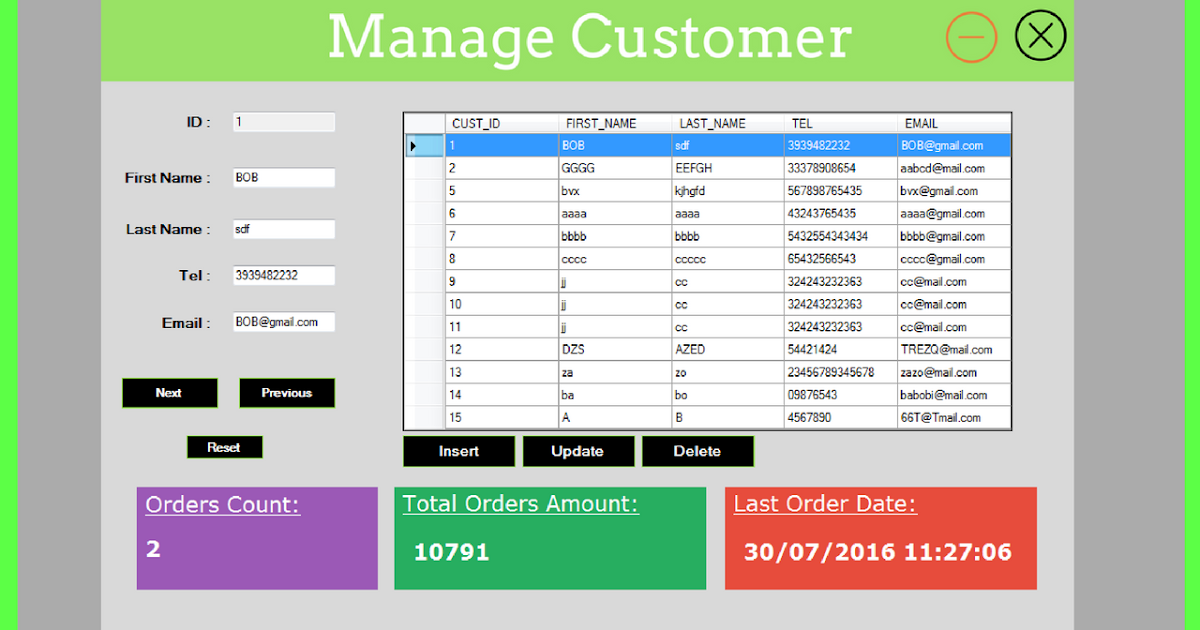 Manage Customer
ID : 1
First Name : BOB
Last Name : sdf
Tel : 3939482232
Email : BOB@gmail.com
Next Previous
Reset
CUST_ID FIRST_NAME LAST_NAME TEL EMAIL
1 BOB sdf 3939482232 BOB@gmail.com
2 GGGG EEFGH 33378908654 aabcd@mail.com
5 bvx kjhgfd 567898765435 bvx@gmail.com
6 aaaa aaaa 43243765435 aaaa@gmail.com
7 bbbb bbbb 5432554343434 bbbb@gmail.com
8 cccc ccccc 65432566543 cccc@gmail.com
9 jj cc 324243232363 cc@mail.com
10 jj cc 324243232363 cc@mail.com
11 jj cc 324243232363 cc@mail.com
12 DZS AZED 54421424 TREZQ@mail.com
13 za zo 23456789345678 zazo@mail.com
14 ba bo 09876543 babobi@mail.com
15 A B 4567890 66T@Tmail.com
Insert Update Delete
Orders Count:
2
Total Orders Amount:
10791
Last Order Date:
30/07/2016 11:27:06